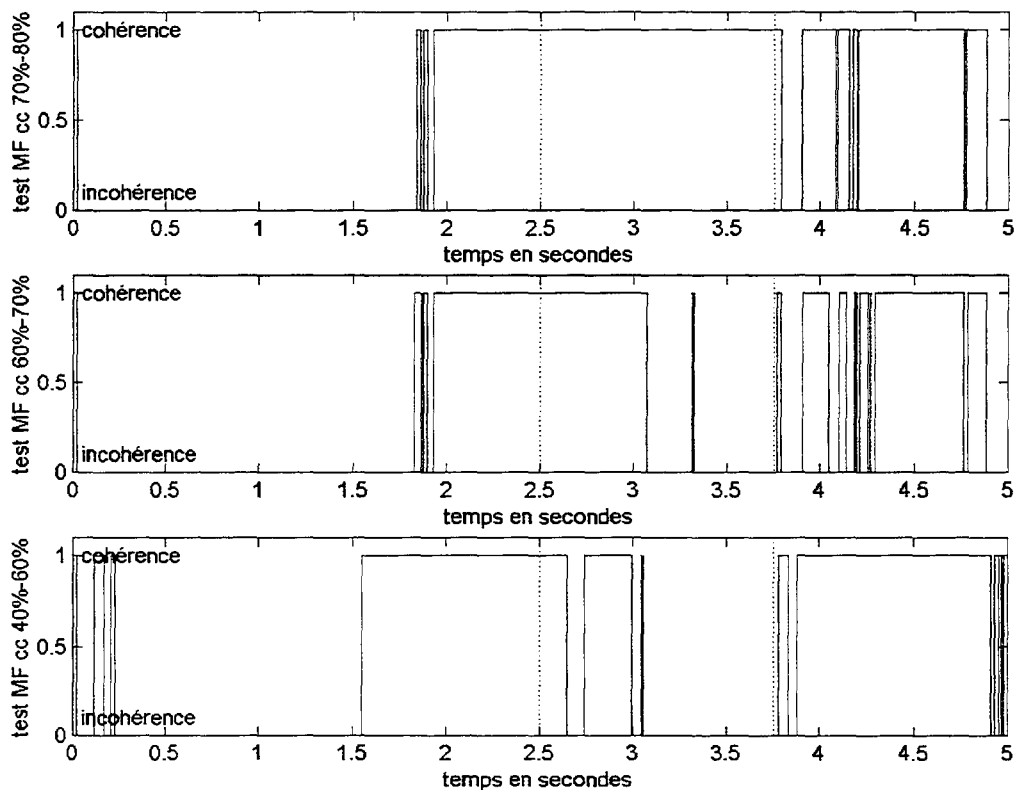 test MF cc 70%-80%
1
cohérence
0.5
incohérence
0
0 0.5 1 1.5 2 2.5 3 3.5 4 4.5 5
temps en secondes
test MF cc 60%-70%
1
cohérence
0.5
incohérence
0
0 0.5 1 1.5 2 2.5 3 3.5 4 4.5 5
temps en secondes
test MF cc 40%-60%
1
cohérence
0.5
incohérence
0
0 0.5 1 1.5 2 2.5 3 3.5 4 4.5 5
temps en secondes